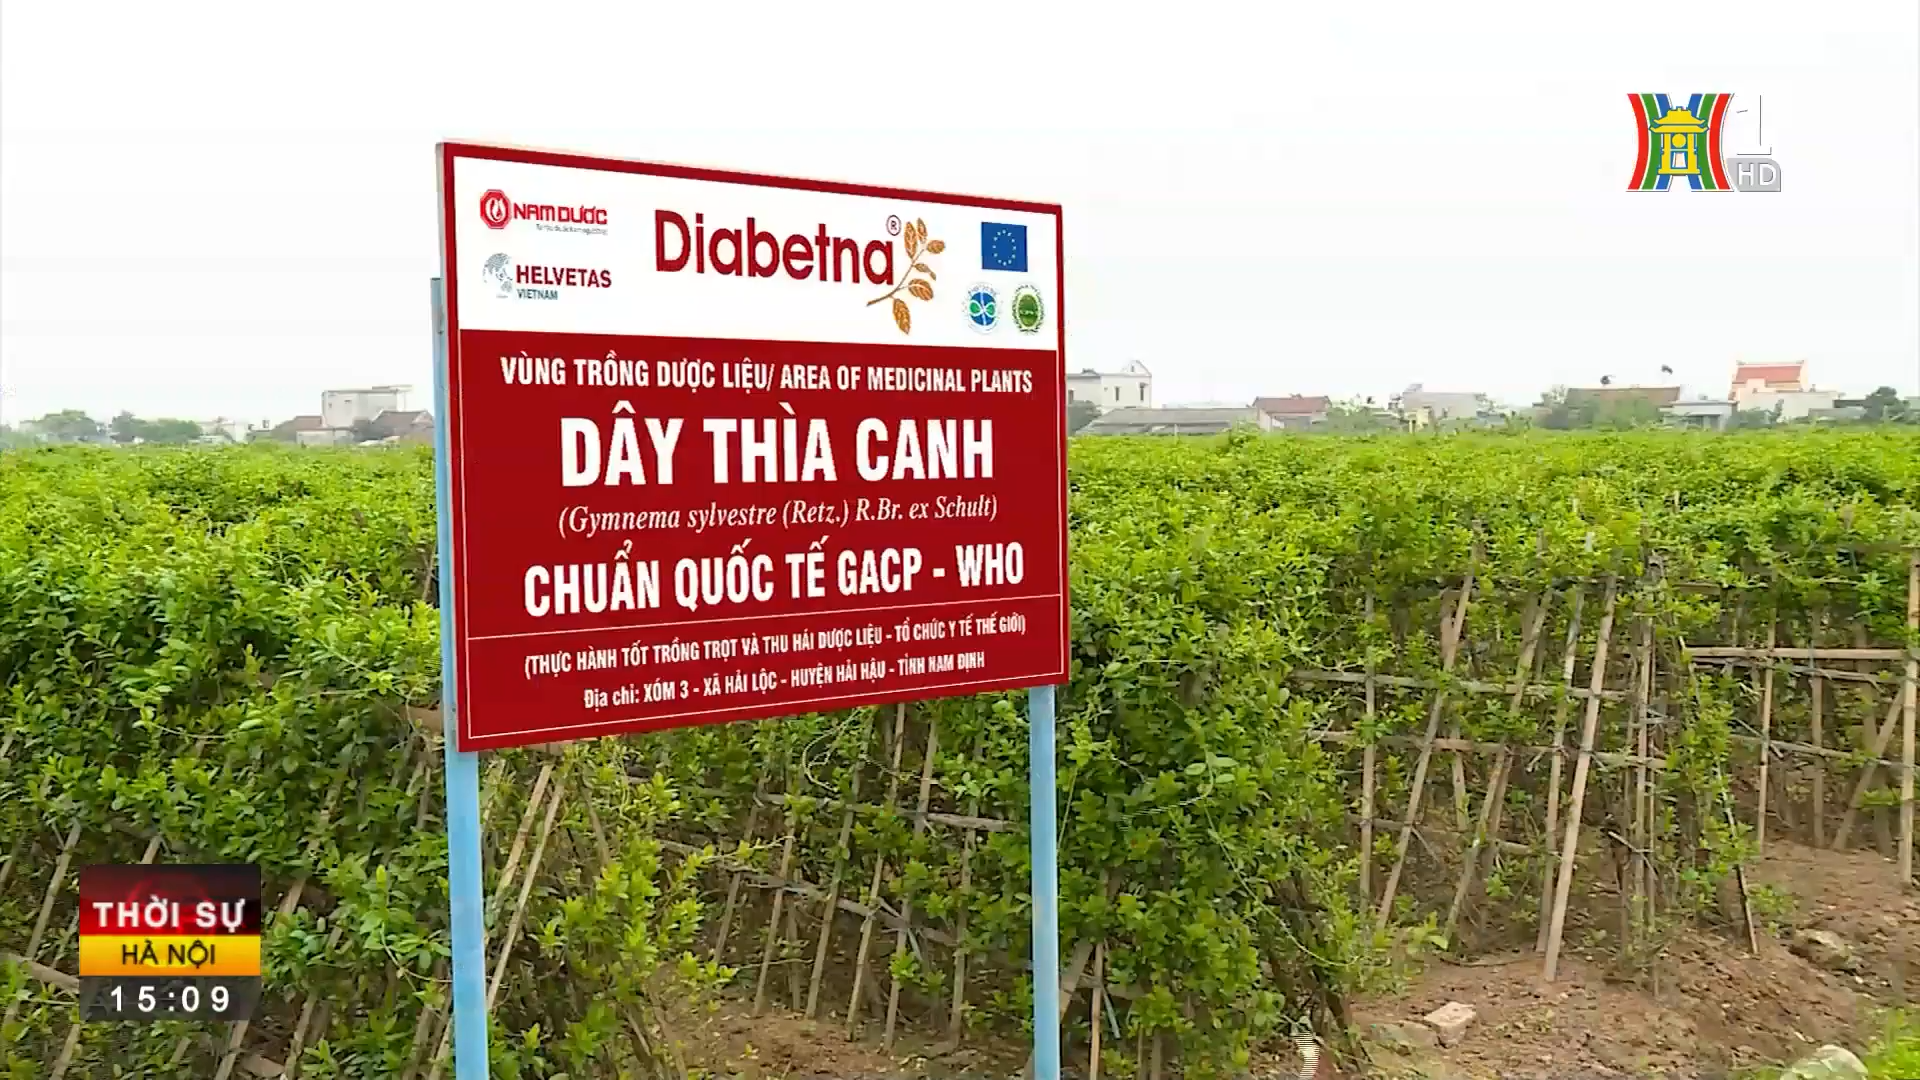 1
HD
NAM DƯỢC
HELVETAS
VIETNAM
Diabetna®
VÙNG TRỒNG DƯỢC LIỆU/ AREA OF MEDICINAL PLANTS
DÂY THÌA CANH
(Gymnema sylvestre (Retz.) R.Br. ex Schult)
CHUẨN QUỐC TẾ GACP - WHO
(THỰC HÀNH TỐT TRỒNG TRỌT VÀ THU HÁI DƯỢC LIỆU - TỔ CHỨC Y TẾ THẾ GIỚI)
Địa chỉ: XÓM 3 - XÃ HẢI LỘC - HUYỆN HẢI HẬU - TỈNH NAM ĐỊNH
THỜI SỰ
HÀ NỘI
15:09